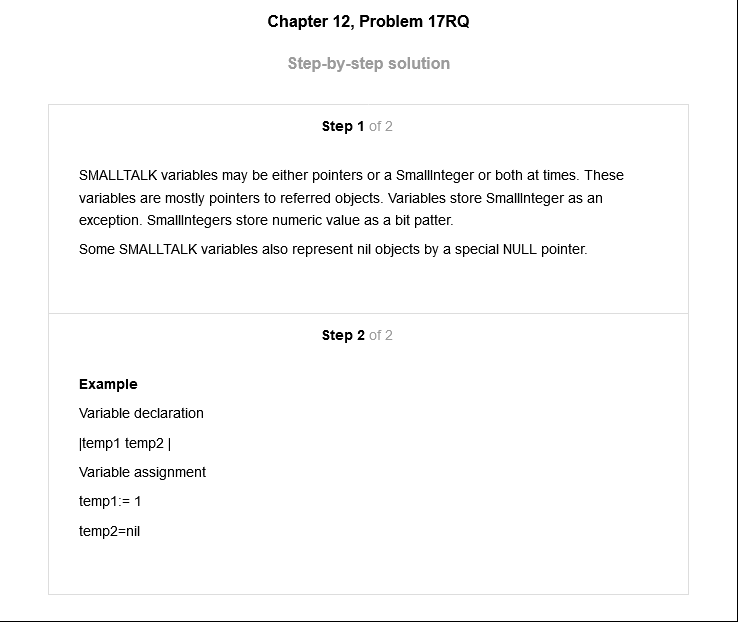 Chapter 12, Problem 17RQ
Step-by-step solution
Step 1 of 2
SMALLTALK variables may be either pointers or a SmallInteger or both at times. These
variables are mostly pointers to referred objects. Variables store SmallInteger as an
exception. SmallIntegers store numeric value as a bit patter.
Some SMALLTALK variables also represent nil objects by a special NULL pointer.
Step 2 of 2
Example
Variable declaration
|temp1 temp2 |
Variable assignment
temp1:= 1
temp2=nil